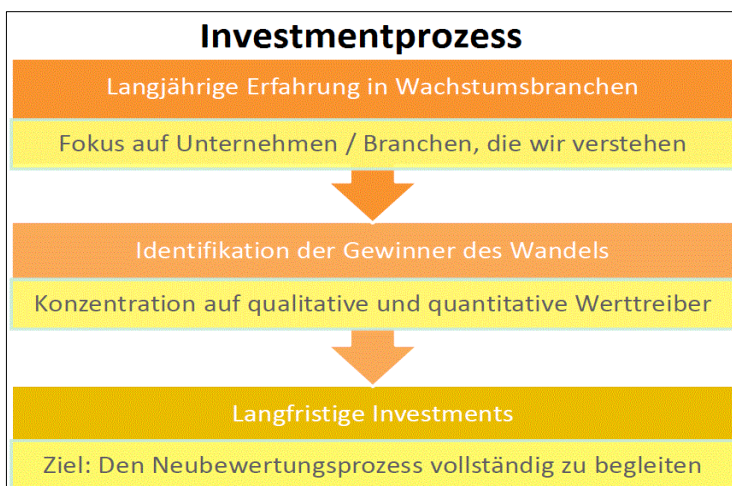 Investmentprozess
Langjährige Erfahrung in Wachstumsbranchen
Fokus auf Unternehmen / Branchen, die wir verstehen
Identifikation der Gewinner des Wandels
Konzentration auf qualitative und quantitative Werttreiber
Langfristige Investments
Ziel: Den Neubewertungsprozess vollständig zu begleiten